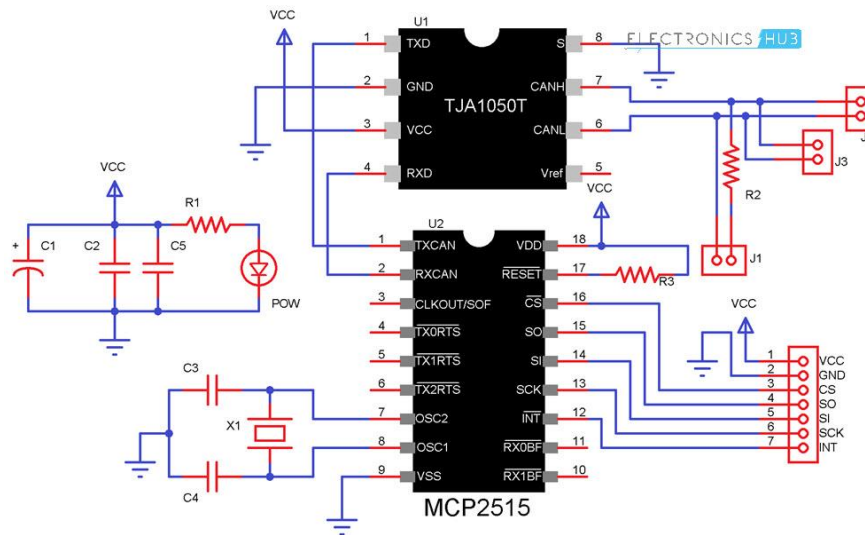 U1
VCC
1 TXD S 8
ELECTRONICS HUB
2 GND CANH 7
TJA1050T
3 VCC CANL 6
4 RXD Vref 5
J
J3
R2
J1
VCC
VCC
R1
+ C1 C2 C5
POW
U2
1 TXCAN VDD 18
2 RXCAN RESET 17
R3
3 CLKOUT/SOF CS 16
4 TX0RTS SO 15
5 TX1RTS SI 14
6 TX2RTS SCK 13
7 OSC2 INT 12
8 OSC1 RX0BF 11
9 VSS RX1BF 10
MCP2515
C3
X1
C4
VCC
1 VCC
2 GND
3 CS
4 SO
5 SI
6 SCK
7 INT